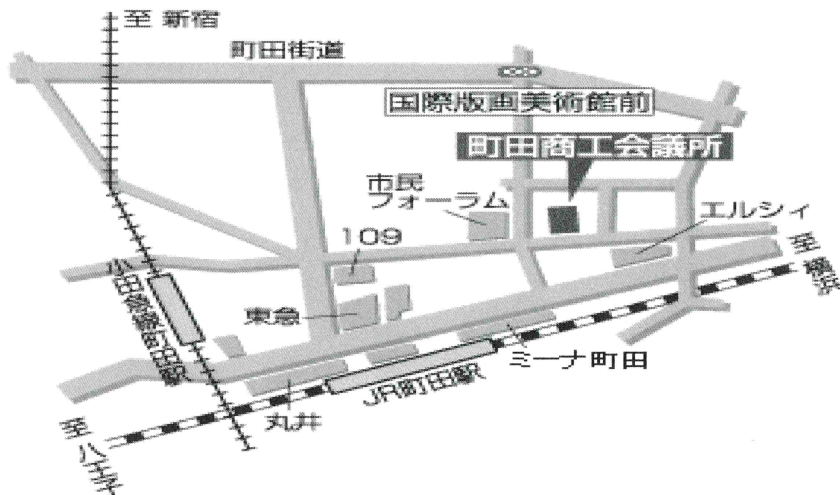 至 新宿
町田街道
国際版画美術館前
町田商工会議所
市民
フォーラム
エルシィ
109
至 横浜
小田急線町田駅
東急
ミーナ町田
JR町田駅
丸井
至 八王子